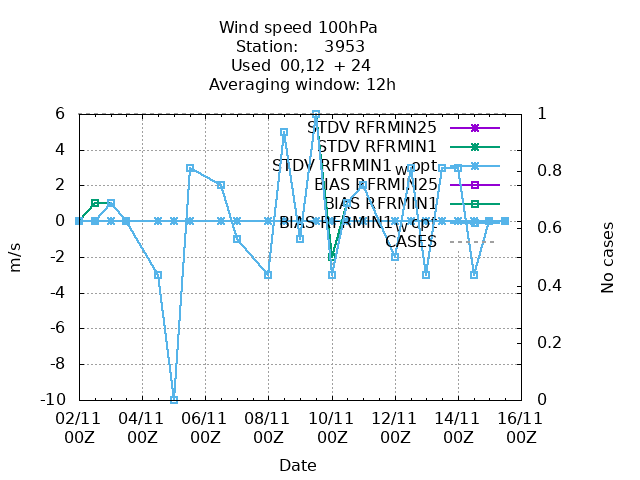 Wind speed 100hPa
Station: 3953
Used 00,12 + 24
Averaging window: 12h
6 1
STDV RFRMIN25
STDV RFRMIN1
4
STDV RFRMIN1_wopt 0.8
2 BIAS RFRMIN25
BIAS RFRMIN1
0 BIAS RFRMIN1_wopt 0.6
CASES
-2
m/s
No cases
-4 0.4
-6
0.2
-8
-10 0
02/11 04/11 06/11 08/11 10/11 12/11 14/11 16/11
00Z 00Z 00Z 00Z 00Z 00Z 00Z 00Z
Date